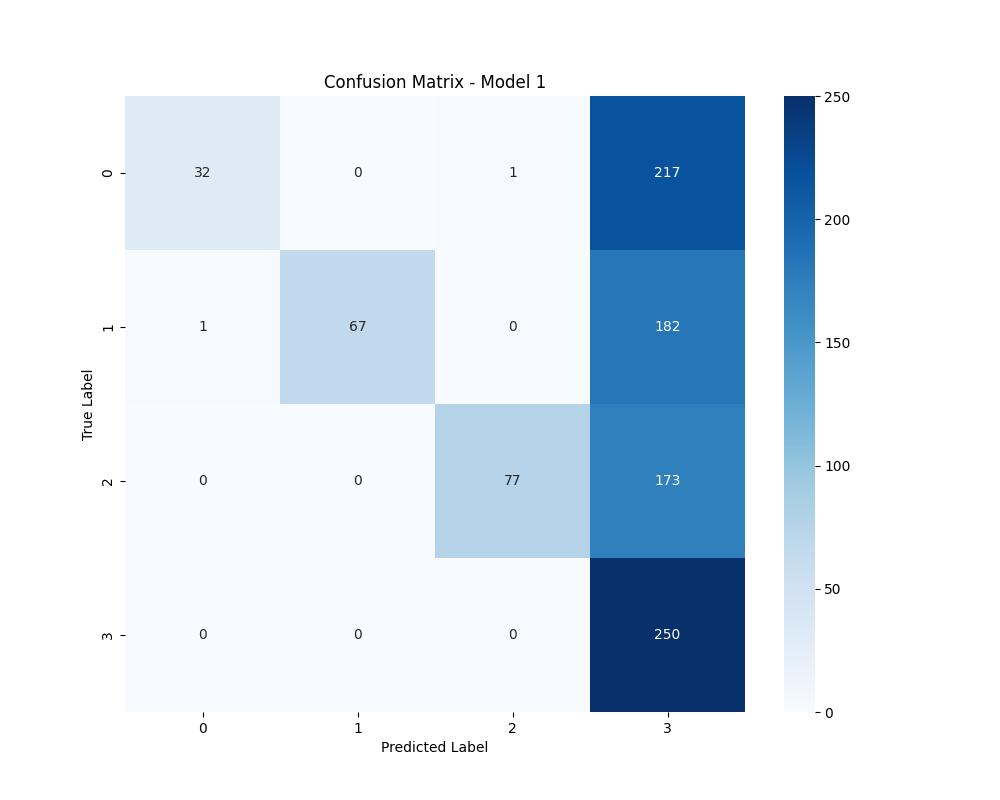 Confusion Matrix - Model 1
250
0 32 0 1 217
200
1 1 67 0 182
150
True Label
100
2 0 0 77 173
50
3 0 0 0 250
0
0 1 2 3
Predicted Label